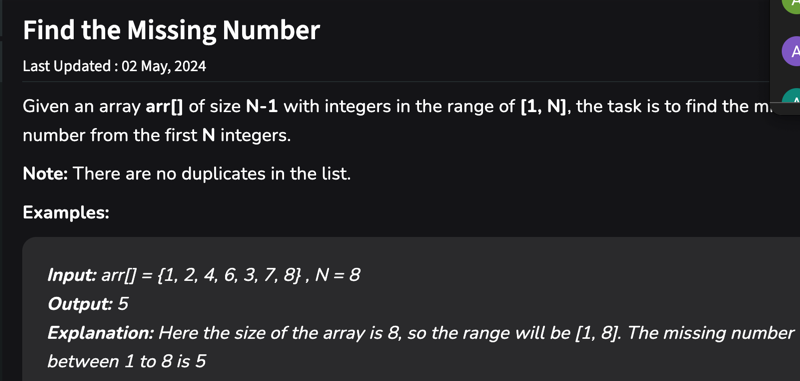 Find the Missing Number
Last Updated : 02 May, 2024
Given an array arr[] of size N-1 with integers in the range of [1, N], the task is to find the
number from the first N integers.
Note: There are no duplicates in the list.
Examples:
Input: arr[] = {1, 2, 4, 6, 3, 7, 8} , N = 8
Output: 5
Explanation: Here the size of the array is 8, so the range will be [1, 8]. The missing number
between 1 to 8 is 5